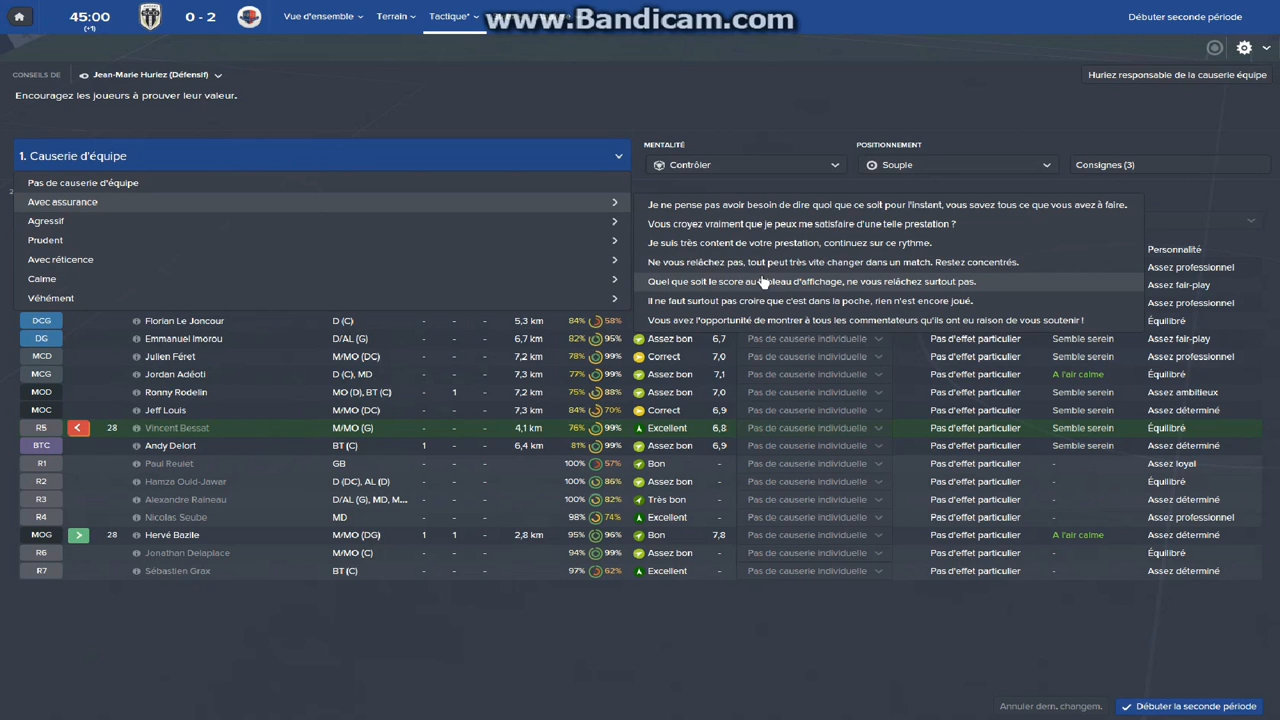 45:00
(+1)
0 - 2
Vue d'ensemble
Terrain
Tactique*
www.Bandicam.com
Débuter seconde période
CONSEILS DE
Jean-Marie Huriez (Défensif)
Huriez responsable de la causerie équipe
Encouragez les joueurs à prouver leur valeur.
1. Causerie d'équipe
MENTALITÉ
POSITIONNEMENT
Contrôler
Souple
Consignes (3)
Pas de causerie d'équipe
Avec assurance
Agressif
Prudent
Avec réticence
Calme
Véhément
Je ne pense pas avoir besoin de dire quoi que ce soit pour l'instant, vous savez tous ce que vous avez à faire.
Vous croyez vraiment que je peux me satisfaire d'une telle prestation ?
Je suis très content de votre prestation, continuez sur ce rythme.
Ne vous relâchez pas, tout peut très vite changer dans un match. Restez concentrés.
Quel que soit le score au tableau d'affichage, ne vous relâchez surtout pas.
Il ne faut surtout pas croire que c'est dans la poche, rien n'est encore joué.
Vous avez l'opportunité de montrer à tous les commentateurs qu'ils ont eu raison de vous soutenir !
Personnalité
Assez professionnel
Assez fair-play
Assez professionnel
DCG Florian Le Joncour D (C) - - - 5,3 km 84% 58% Équilibré
DG Emmanuel Imorou D/AL (G) - - - 6,7 km 82% 95% Assez bon 6,7 Pas de causerie individuelle Pas d'effet particulier Semble serein Assez fair-play
MCD Julien Féret M/MO (DC) - - - 7,2 km 78% 99% Correct 7,0 Pas de causerie individuelle Pas d'effet particulier Semble serein Assez professionnel
MCG Jordan Adéoti D (C), MD - - - 7,3 km 77% 99% Assez bon 7,1 Pas de causerie individuelle Pas d'effet particulier A l'air calme Équilibré
MOD Ronny Rodelin MO (D), BT (C) - 1 - 7,2 km 75% 88% Assez bon 7,0 Pas de causerie individuelle Pas d'effet particulier Semble serein Assez ambitieux
MOC Jeff Louis M/MO (DC) - - - 7,3 km 84% 70% Correct 6,9 Pas de causerie individuelle Pas d'effet particulier Semble serein Assez déterminé
R5 28 Vincent Bessat M/MO (G) - - - 4,1 km 76% 99% Excellent 6,8 Pas de causerie individuelle Pas d'effet particulier Semble serein Équilibré
BTC Andy Delort BT (C) 1 - - 6,4 km 81% 99% Assez bon 6,9 Pas de causerie individuelle Pas d'effet particulier Semble serein Assez déterminé
R1 Paul Reulet GB 100% 57% Bon - Pas de causerie individuelle Pas d'effet particulier - Assez loyal
R2 Hamza Ould-Jawar D (DC), AL (D) - - - 100% 86% Assez bon - Pas de causerie individuelle Pas d'effet particulier - Équilibré
R3 Alexandre Raineau D/AL (G), MD, M... - - - 100% 82% Très bon - Pas de causerie individuelle Pas d'effet particulier - Assez déterminé
R4 Nicolas Seube MD - - - 98% 74% Excellent - Pas de causerie individuelle Pas d'effet particulier - Assez professionnel
MOG 28 Hervé Bazile M/MO (DG) 1 1 - 2,8 km 95% 96% Bon 7,8 Pas de causerie individuelle Pas d'effet particulier A l'air calme Assez déterminé
R6 Jonathan Delaplace M/MO (C) - - - 94% 99% Assez bon - Pas de causerie individuelle Pas d'effet particulier - Équilibré
R7 Sébastien Grax BT (C) - - - 97% 62% Excellent - Pas de causerie individuelle Pas d'effet particulier - Assez déterminé
Annuler dern. changem.
Débuter la seconde période